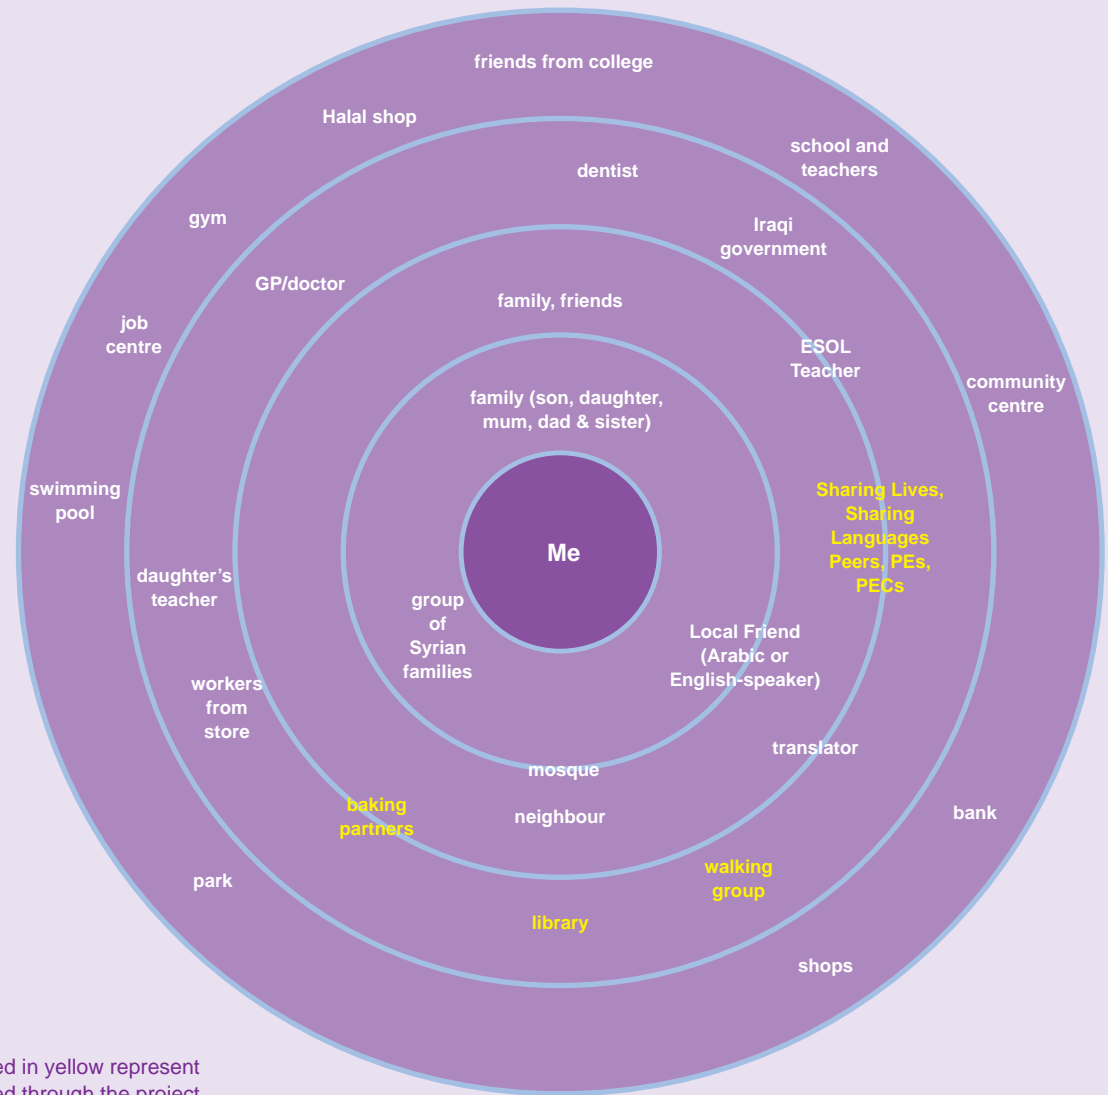 friends from college
Halal shop
school and
teachers
dentist
gym
Iraqi
government
GP/doctor
family, friends
job
centre
ESOL
Teacher
community
centre
family (son, daughter,
mum, dad & sister)
swimming
pool
Sharing Lives,
Sharing
Languages
Peers, PEs,
PECs
Me
daughter’s
teacher
group
of
Syrian
families
Local Friend
(Arabic or
English-speaker)
workers
from
store
translator
mosque
baking
partners
neighbour
bank
park
walking
group
library
shops
in yellow represent
through the project